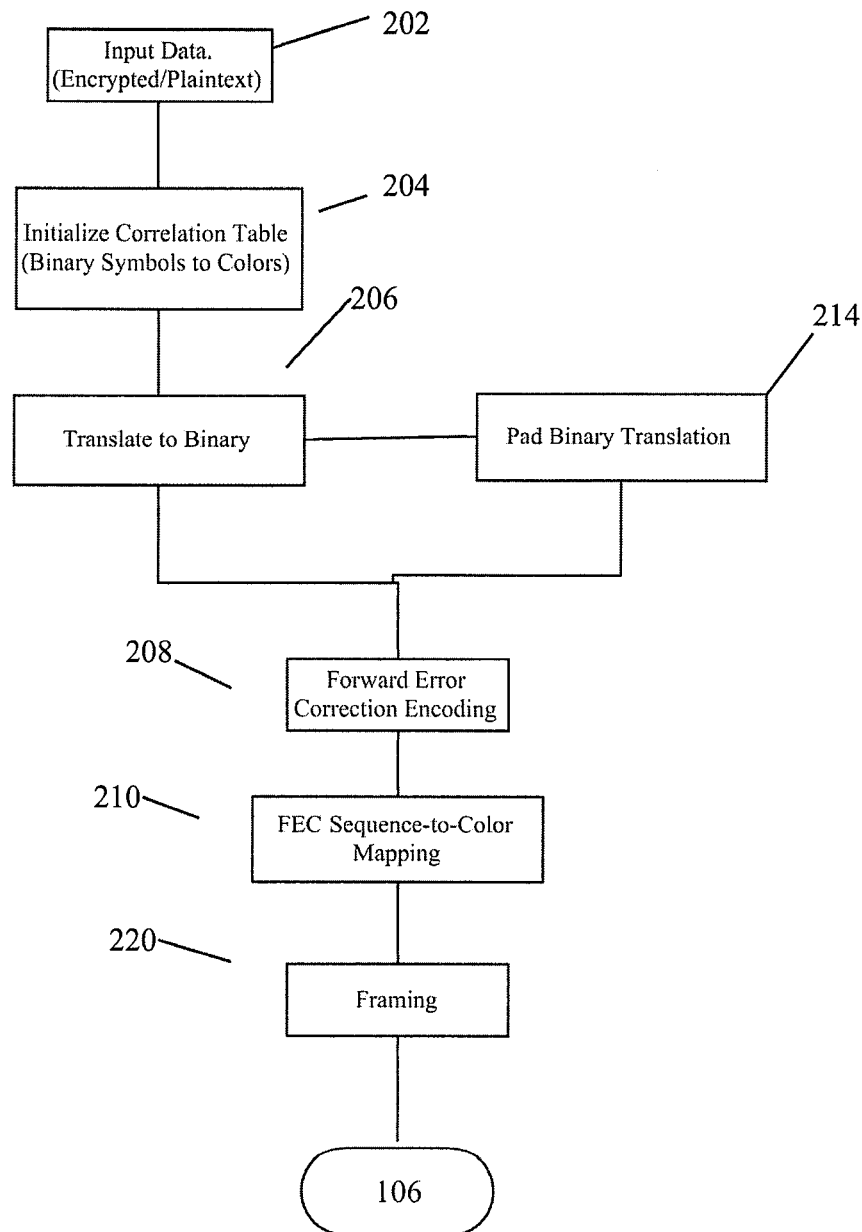 202
Input Data.
(Encrypted/Plaintext)
204
Initialize Correlation Table
(Binary Symbols to Colors)
206
214
Translate to Binary
Pad Binary Translation
208
Forward Error
Correction Encoding
210
FEC Sequence-to-Color
Mapping
220
Framing
106